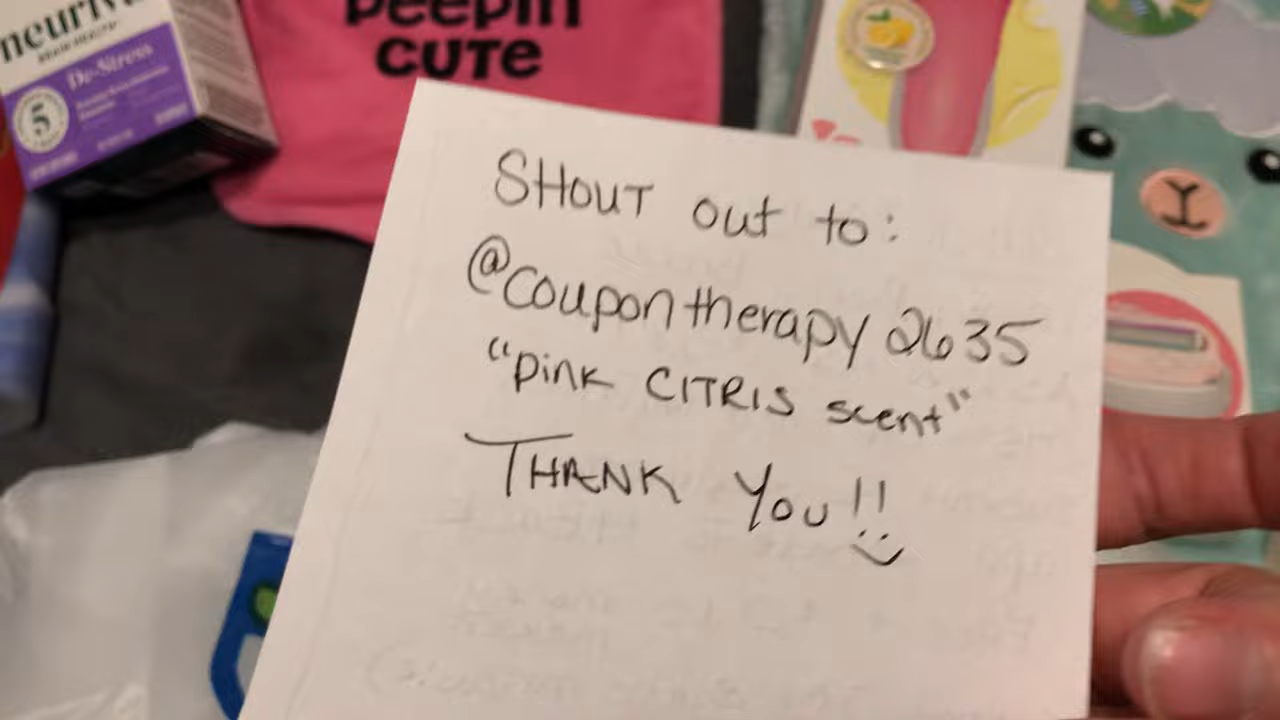 neuriva
De-Stress
5
PEEPIN
CUTE
SHOUT out to:
@coupontherapy2635
"pink CITRIS scent"
THANK you!!